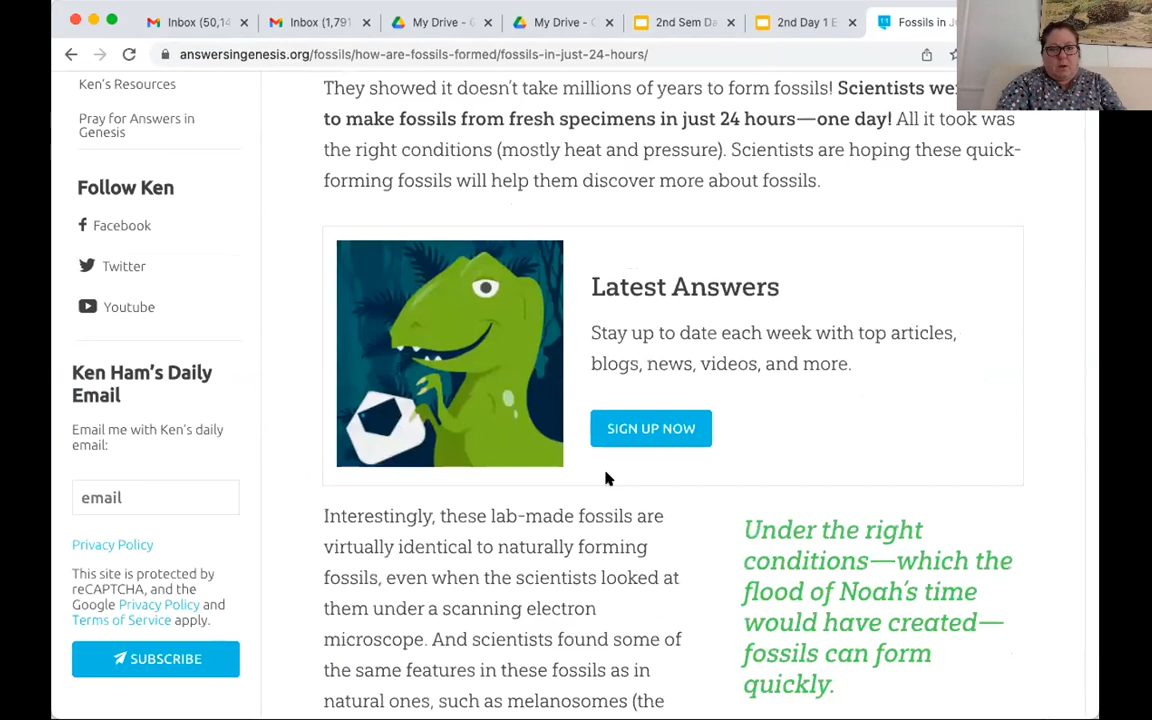 Inbox (50,14
Inbox (1,791
My Drive - G
My Drive - G
2nd Sem Da
2nd Day 1 E
Fossils in Ju
answersingenesis.org/fossils/how-are-fossils-formed/fossils-in-just-24-hours/
Ken's Resources
Pray for Answers in
Genesis
Follow Ken
Facebook
Twitter
Youtube
Ken Ham's Daily
Email
Email me with Ken's daily
email:
email
Privacy Policy
This site is protected by
reCAPTCHA, and the
Google Privacy Policy and
Terms of Service apply.
SUBSCRIBE
They showed it doesn't take millions of years to form fossils! Scientists we
to make fossils from fresh specimens in just 24 hours—one day! All it took was
the right conditions (mostly heat and pressure). Scientists are hoping these quick-
forming fossils will help them discover more about fossils.
Latest Answers
Stay up to date each week with top articles,
blogs, news, videos, and more.
SIGN UP NOW
Interestingly, these lab-made fossils are
virtually identical to naturally forming
fossils, even when the scientists looked at
them under a scanning electron
microscope. And scientists found some of
the same features in these fossils as in
natural ones, such as melanosomes (the
Under the right
conditions—which the
flood of Noah's time
would have created—
fossils can form
quickly.